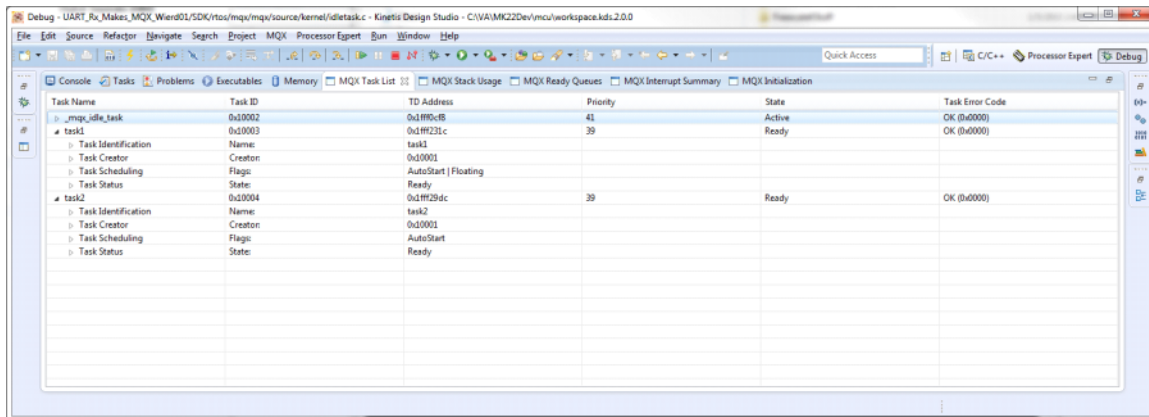 Debug - UART_Rx_Makes_MQX_Wierd01/SDK/rtos/mqx/mqx/source/kernel/idletask.c - Kinetis Design Studio - C:\VA\MK22Dev\mcu\workspace.kds.2.0.0
File Edit Source Refactor Navigate Search Project MQX Processor Expert Run Window Help
Quick Access C/C++ Processor Expert Debug
Console Tasks Problems Executables Memory MQX Task List MQX Stack Usage MQX Ready Queues MQX Interrupt Summary MQX Initialization
Task Name Task ID TD Address Priority State Task Error Code
_mqx_idle_task 0x10002 0x1fff0cf8 41 Active OK (0x0000)
task1 0x10003 0x1fff231c 39 Ready OK (0x0000)
Task Identification Name: task1
Task Creator Creator: 0x10001
Task Scheduling Flags: AutoStart | Floating
Task Status State: Ready
task2 0x10004 0x1fff29dc 39 Ready OK (0x0000)
Task Identification Name: task2
Task Creator Creator: 0x10001
Task Scheduling Flags: AutoStart
Task Status State: Ready